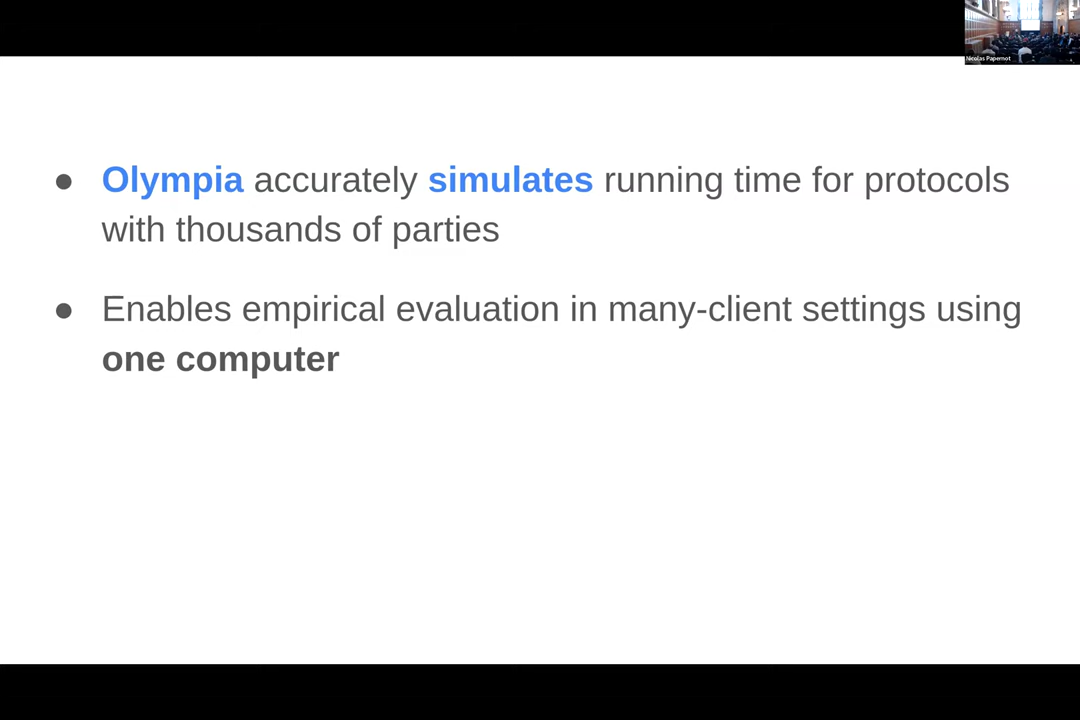 Nicolas Papernot
● Olympia accurately simulates running time for protocols
with thousands of parties
● Enables empirical evaluation in many-client settings using
one computer